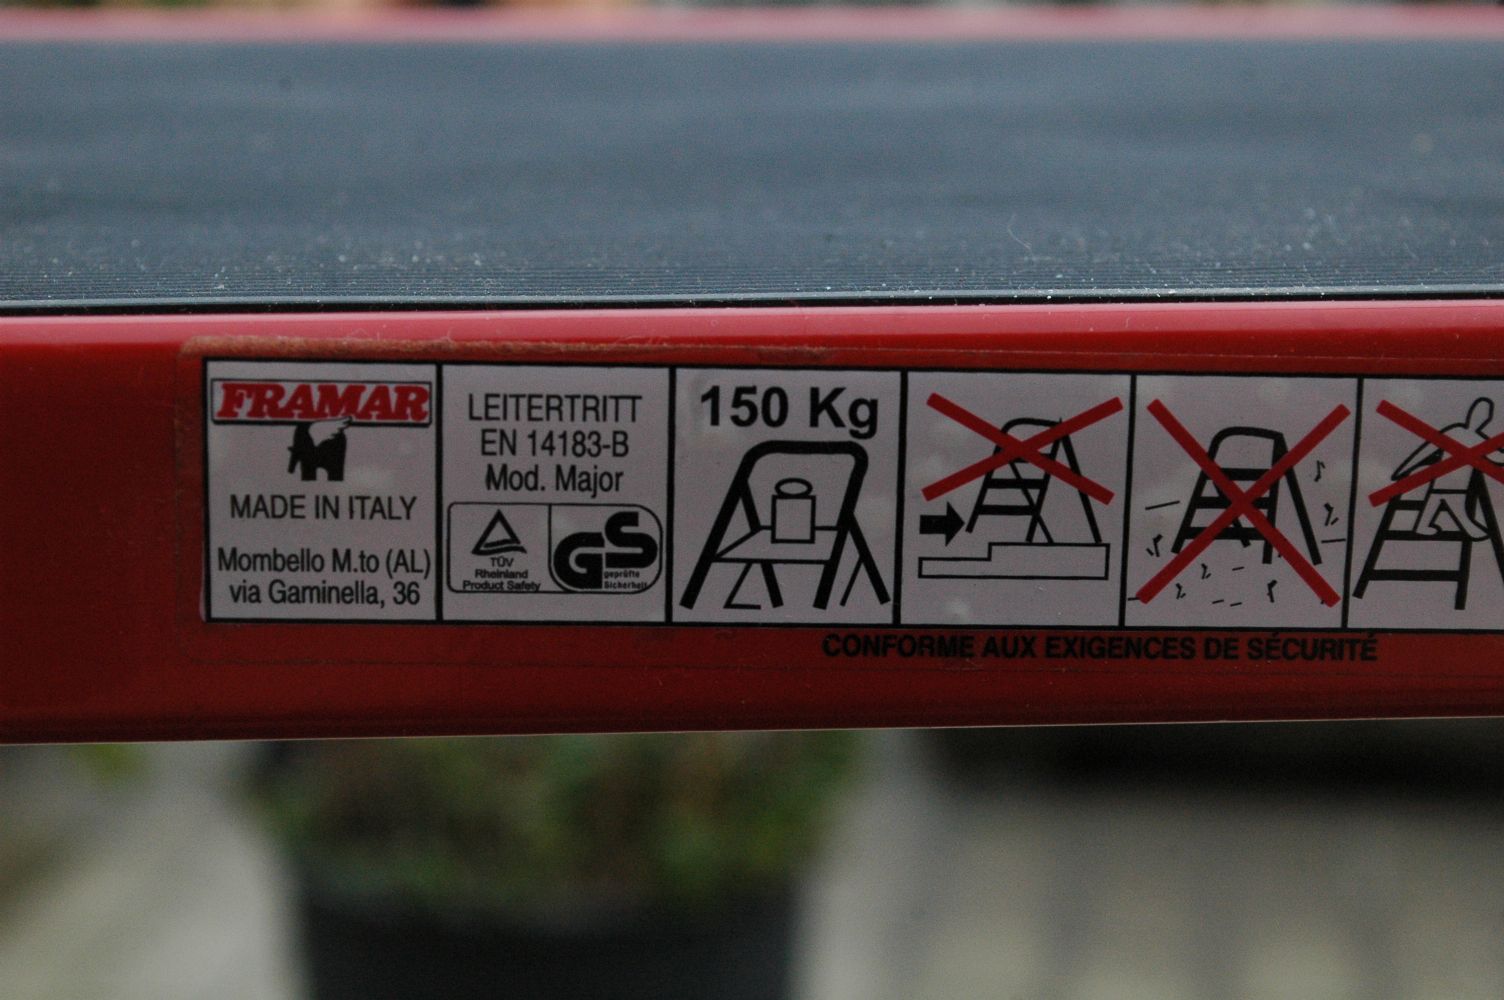 FRAMAR
MADE IN ITALY
Mombello M.to (AL)
via Gaminella, 36
LEITERTRITT
EN 14183-B
Mod. Major
TÜV
Rheinland
Product Safety
GS
geprüfte
Sicherheit
150 Kg
CONFORME AUX EXIGENCES DE SÉCURITÉ